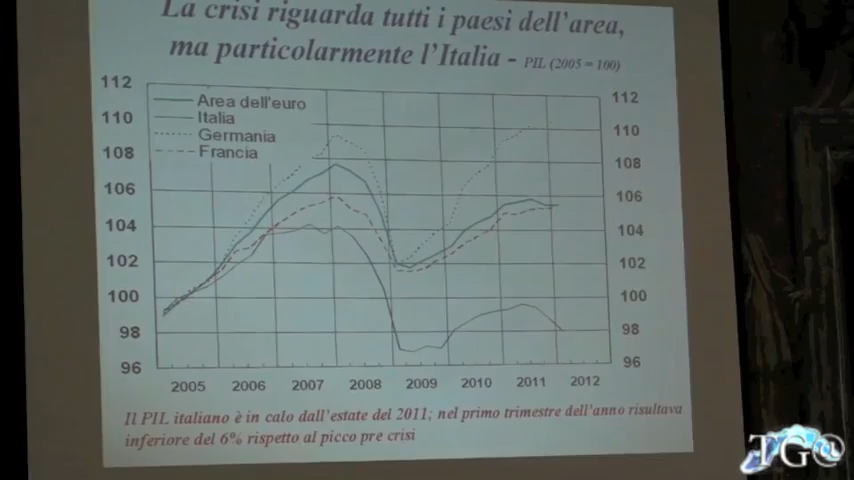 La crisi riguarda tutti i paesi dell'area,
ma particolarmente l'Italia - PIL (2005 = 100)
112
110
108
106
104
102
100
98
96
Area dell'euro
Italia
Germania
Francia
112
110
108
106
104
102
100
98
96
2005 2006 2007 2008 2009 2010 2011 2012
Il PIL italiano è in calo dall'estate del 2011; nel primo trimestre dell'anno risultava
inferiore del 6% rispetto al picco pre crisi
TG@